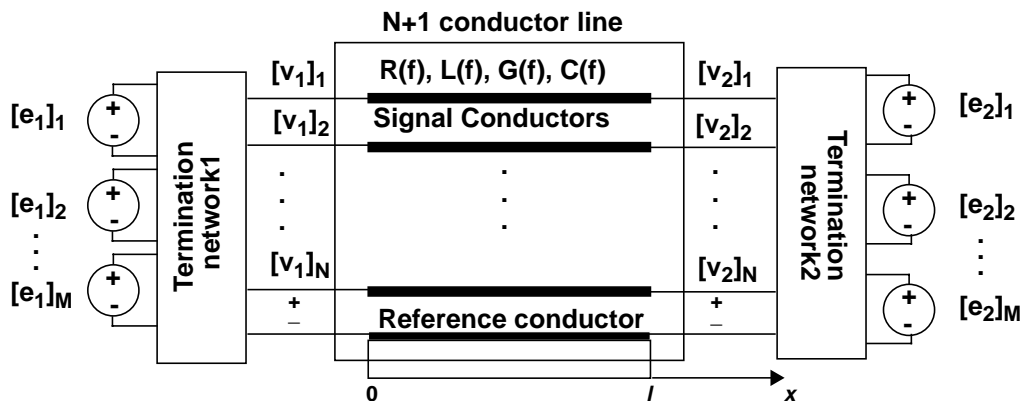 N+1 conductor line
R(f), L(f), G(f), C(f)
Signal Conductors
[v1]1
[v1]2
[v1]N
+
–
[v2]1
[v2]2
[v2]N
+
–
Reference conductor
Termination
network1
Termination
network2
[e1]1
+
-
[e1]2
+
-
[e1]M
+
-
[e2]1
+
-
[e2]2
+
-
[e2]M
+
-
0
l
x